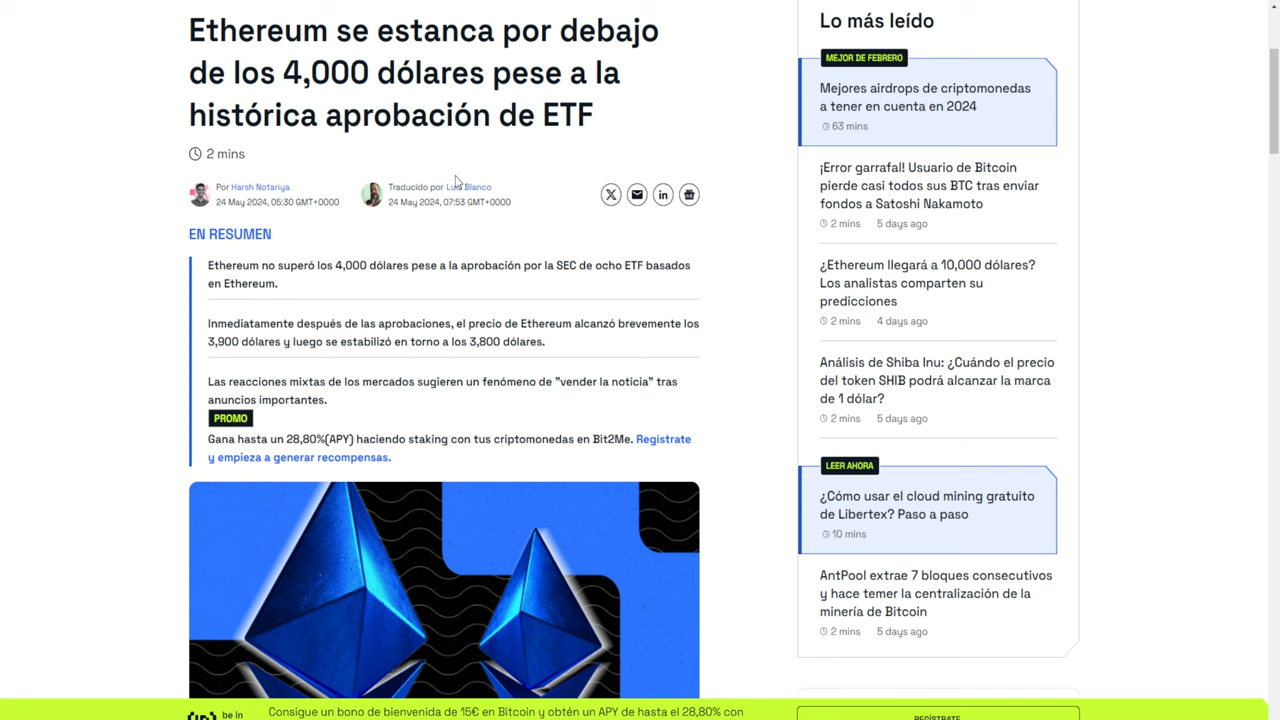 Ethereum se estanca por debajo
de los 4,000 dólares pese a la
histórica aprobación de ETF
2 mins
Por Harsh Notariya
24 May 2024, 05:30 GMT+0000
Traducido por Luis Blanco
24 May 2024, 07:53 GMT+0000
EN RESUMEN
Ethereum no superó los 4,000 dólares pese a la aprobación por la SEC de ocho ETF basados
en Ethereum.
Inmediatamente después de las aprobaciones, el precio de Ethereum alcanzó brevemente los
3,900 dólares y luego se estabilizó en torno a los 3,800 dólares.
Las reacciones mixtas de los mercados sugieren un fenómeno de "vender la noticia" tras
anuncios importantes.
PROMO
Gana hasta un 28,80%(APY) haciendo staking con tus criptomonedas en Bit2Me. Regístrate
y empieza a generar recompensas.
Lo más leído
MEJOR DE FEBRERO
Mejores airdrops de criptomonedas
a tener en cuenta en 2024
63 mins
¡Error garrafal! Usuario de Bitcoin
pierde casi todos sus BTC tras enviar
fondos a Satoshi Nakamoto
2 mins 5 days ago
¿Ethereum llegará a 10,000 dólares?
Los analistas comparten su
predicciones
2 mins 4 days ago
Análisis de Shiba Inu: ¿Cuándo el precio
del token SHIB podrá alcanzar la marca
de 1 dólar?
2 mins 5 days ago
LEER AHORA
¿Cómo usar el cloud mining gratuito
de Libertex? Paso a paso
10 mins
AntPool extrae 7 bloques consecutivos
y hace temer la centralización de la
minería de Bitcoin
2 mins 5 days ago
be in
Consigue un bono de bienvenida de 15€ en Bitcoin y obtén un APY de hasta el 28,80% con
REGÍSTRATE